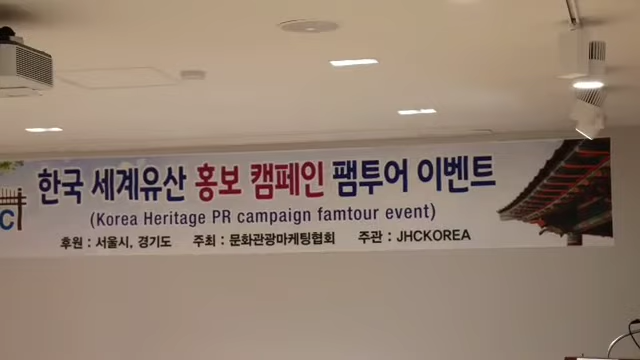 한국 세계유산 홍보 캠페인 팸투어 이벤트
(Korea Heritage PR campaign famtour event)
후원 : 서울시, 경기도 주최 : 문화관광마케팅협회 주관 : JHCKOREA